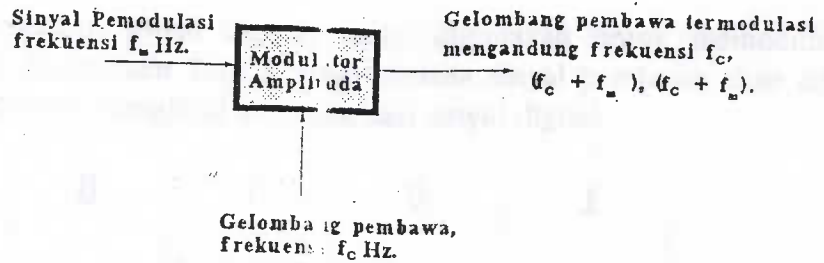 Sinyal Pemodulasi
frekuensi fm Hz.
Modulator
Amplituda
Gelombang pembawa termodulasi
mengandung frekuensi fc,
(fc + fm ), (fc + fm).
Gelombang pembawa,
frekuensi fc Hz.